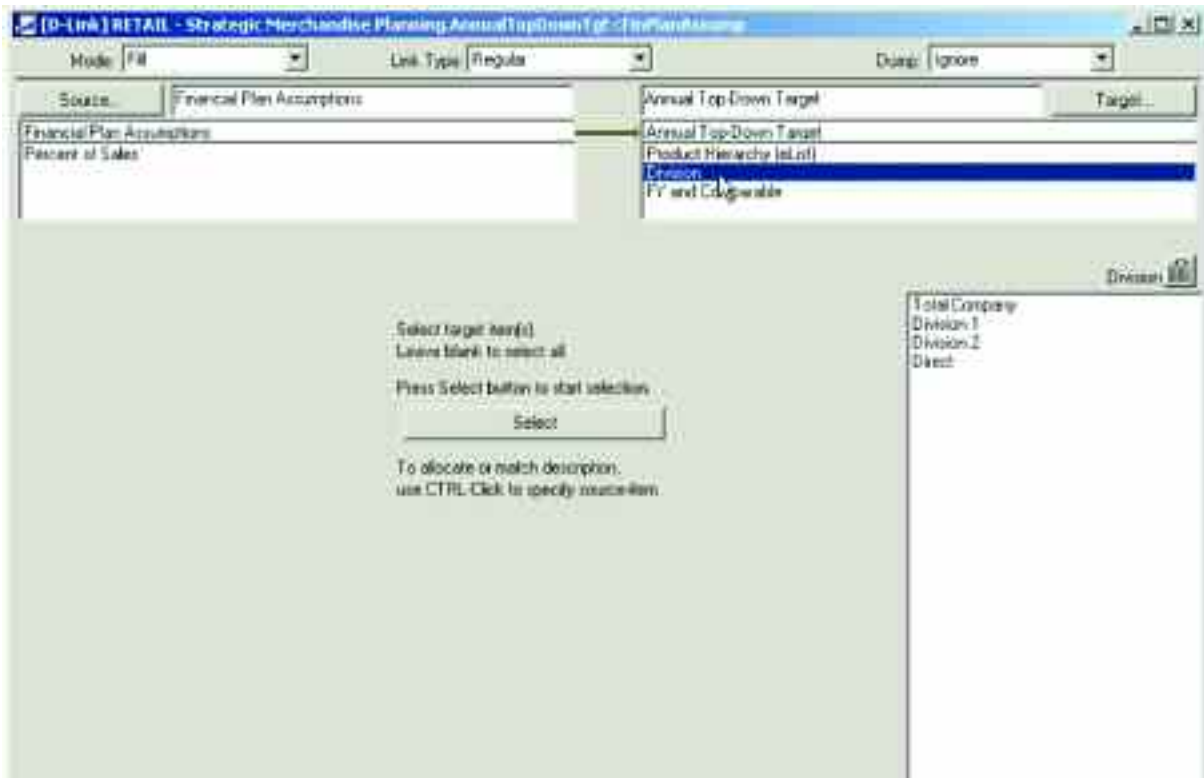 [D-Link] RETAIL - Strategic Merchandise Planning.AnnualTopDownTgt
Mode: Fill
Link Type: Regular
Dump: Ignore
Source...
Financial Plan Assumptions
Annual Top-Down Target
Target...
Financial Plan Assumptions
Percent of Sales
Annual Top-Down Target
Product Hierarchy (eList)
Division
FY and Comparable
Division
Total Company
Division 1
Division 2
Direct
Select target item(s).
Leave blank to select all.
Press Select button to start selection.
Select
To allocate or match description,
use CTRL Click to specify source-item.